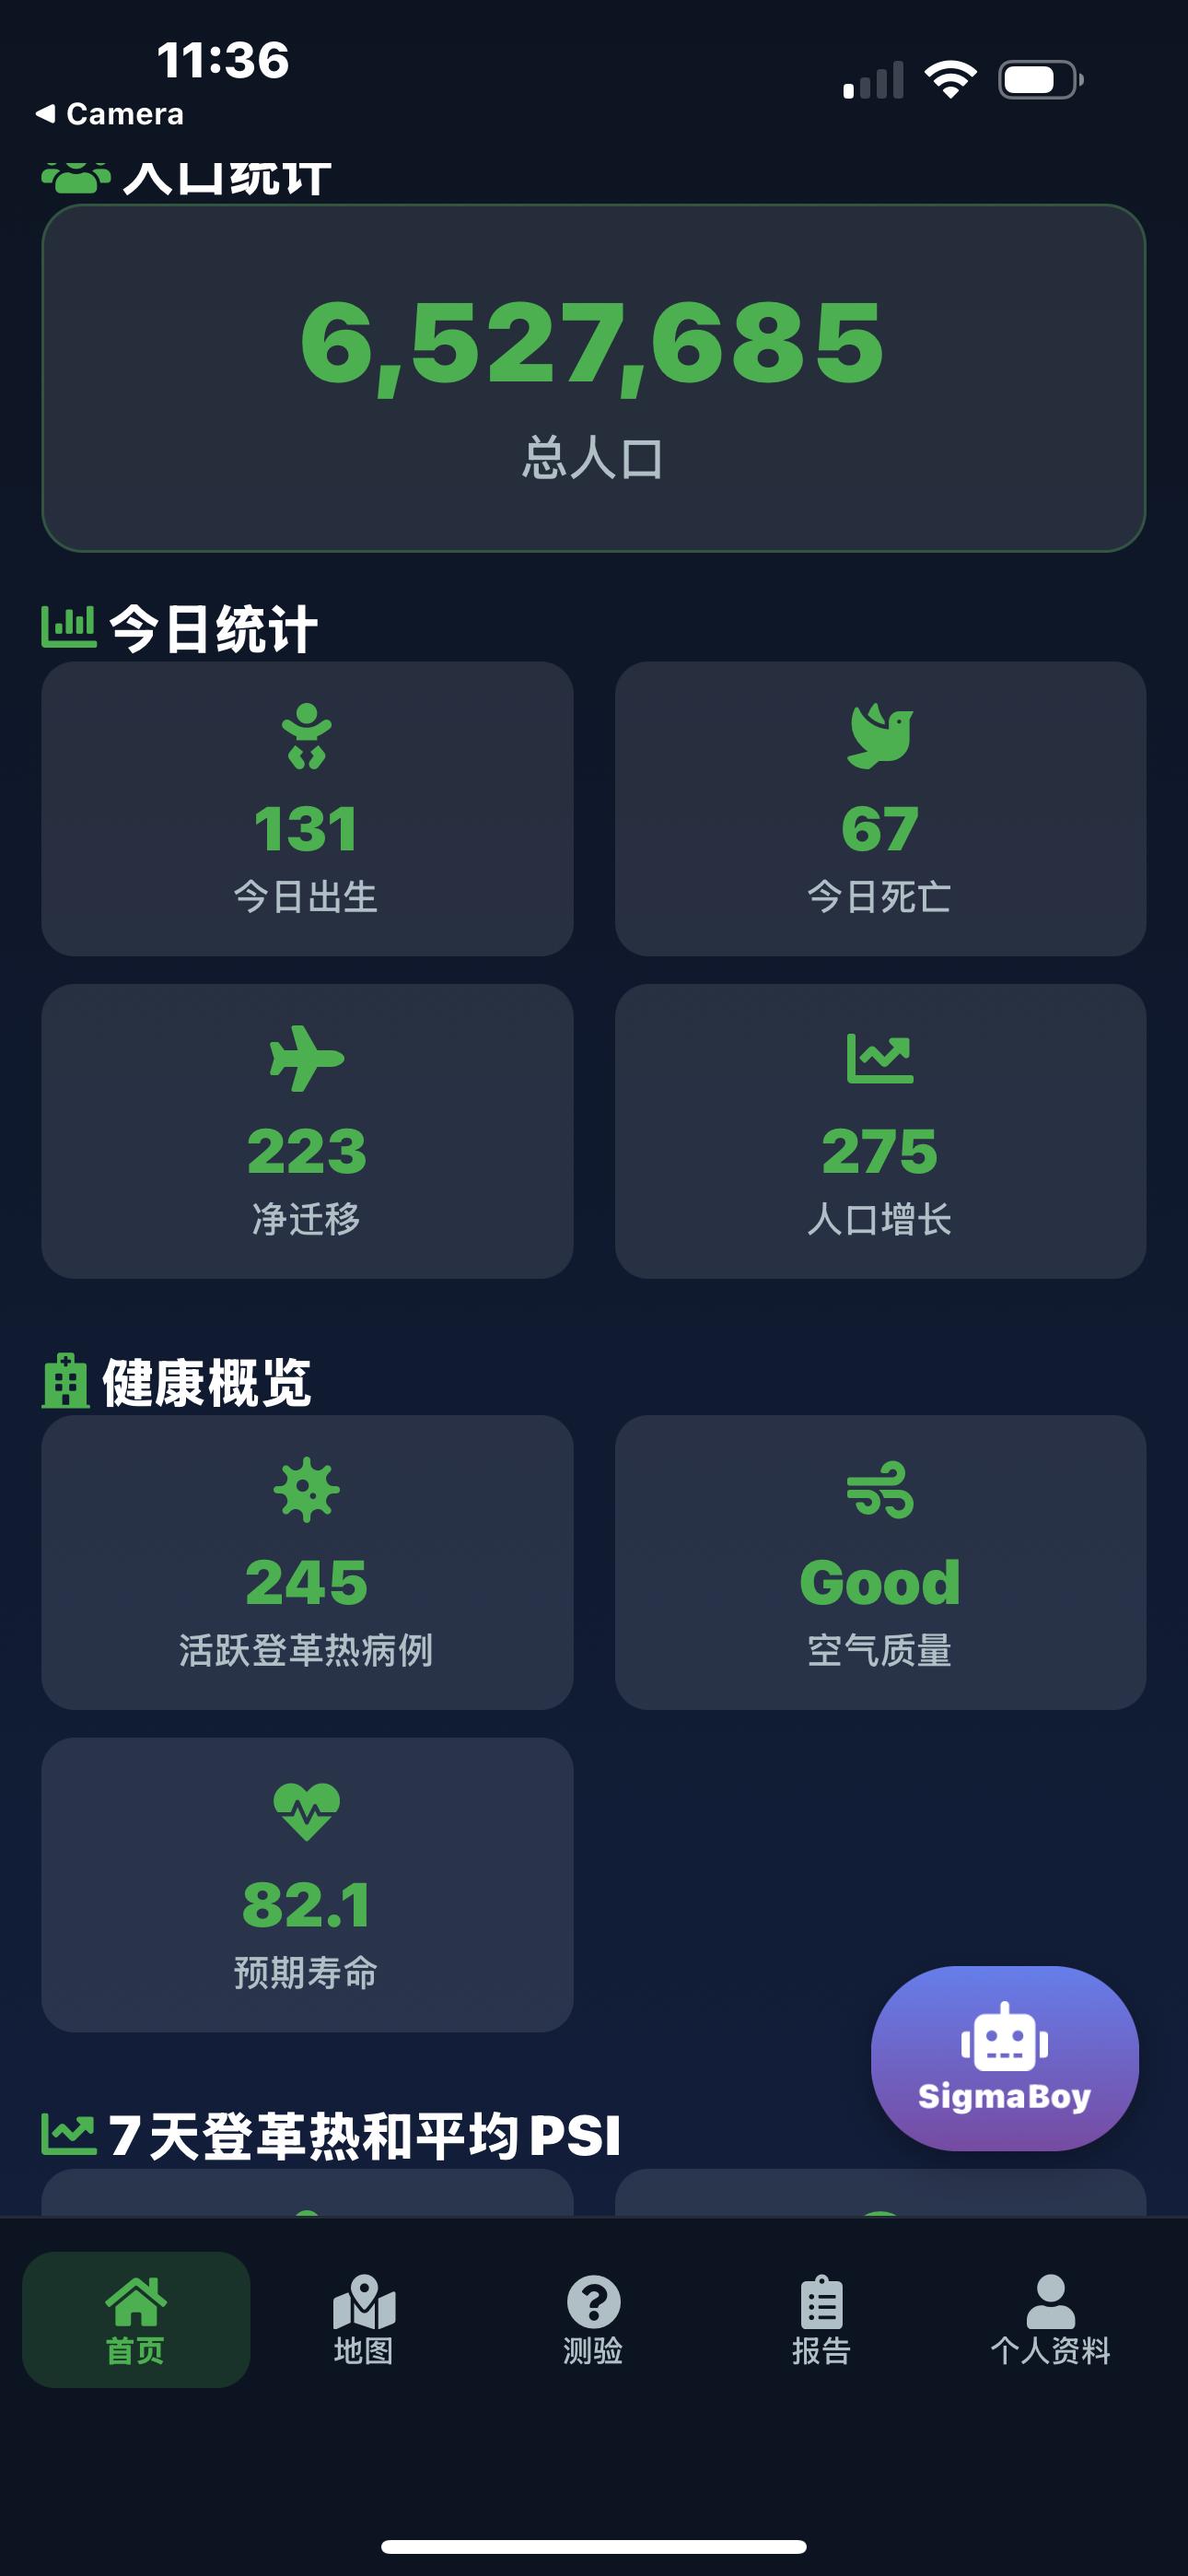 11:36
Camera
人口统计
6,527,685
总人口
今日统计
131
今日出生
67
今日死亡
223
净迁移
275
人口增长
健康概览
245
活跃登革热病例
Good
空气质量
82.1
预期寿命
SigmaBoy
7天登革热和平均PSI
首页
地图
测验
报告
个人资料